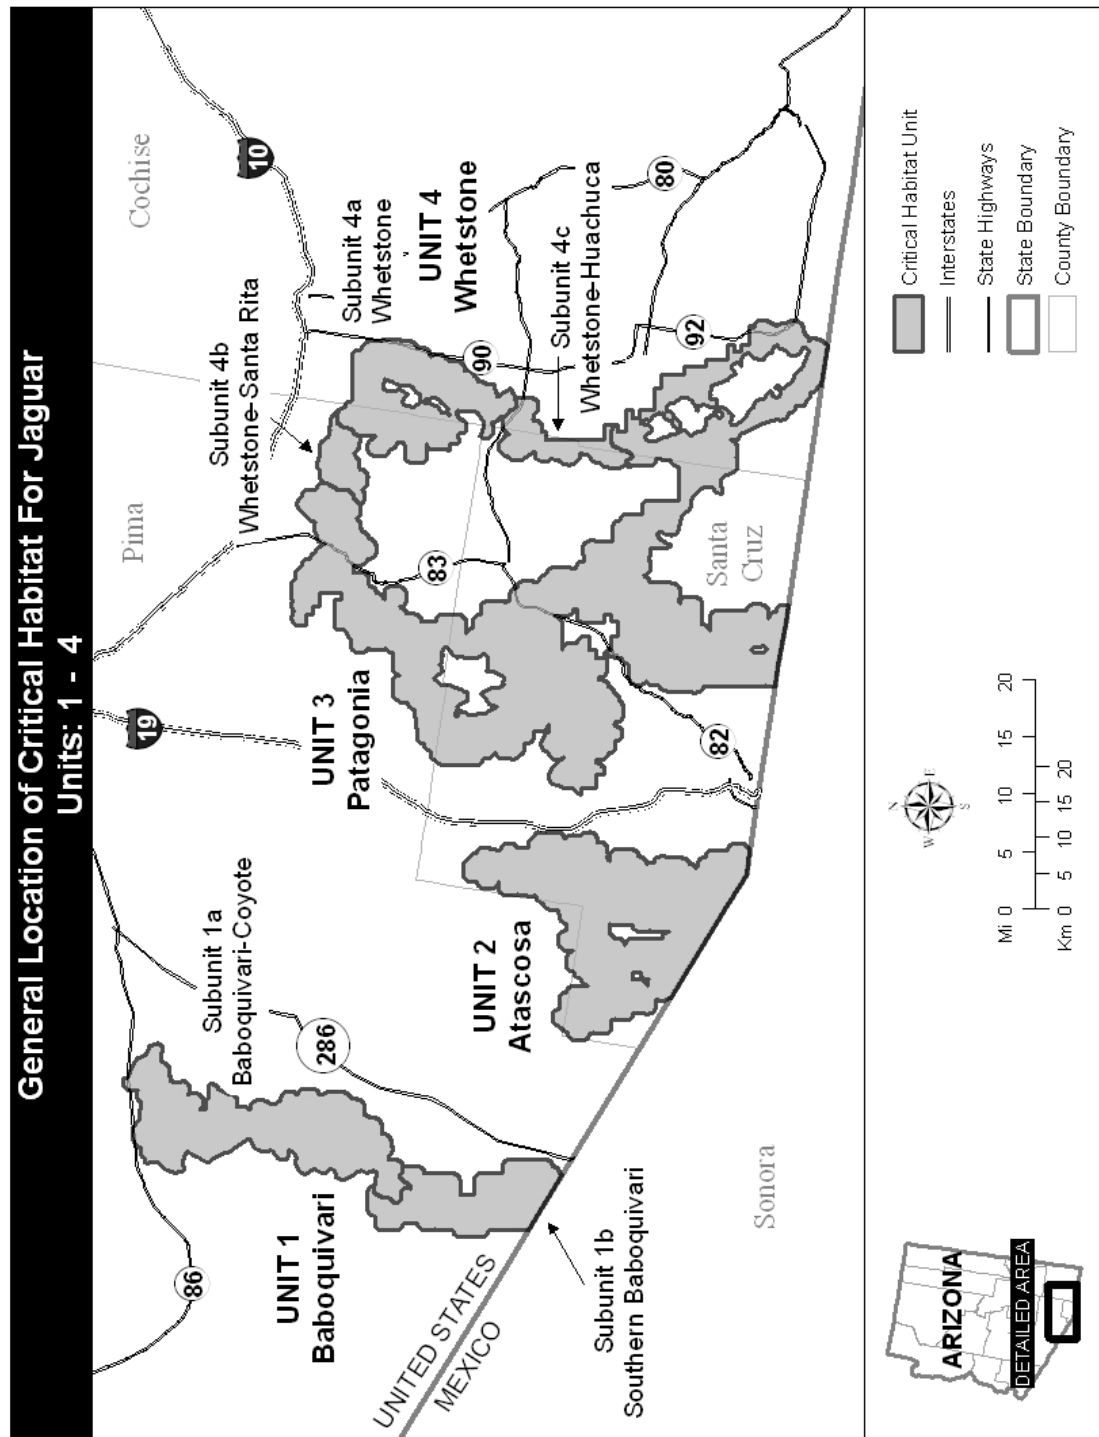 General Location of Critical Habitat For Jaguar
Units: 1 - 4
86
UNIT 1
Baboquivari
Subunit 1a
Baboquivari-Coyote
286
Subunit 1b
Southern Baboquivari
UNITED STATES
MEXICO
Sonora
UNIT 2
Atascosa
19
UNIT 3
Patagonia
82
83
Pima
Santa
Cruz
Subunit 4b
Whetstone-Santa Rita
Cochise
10
Subunit 4a
Whetstone
UNIT 4
Whetstone
90
Subunit 4c
Whetstone-Huachuca
80
92
ARIZONA
DETAILED AREA
N
E
S
W
Mi 0 5 10 15 20
Km 0 5 10 15 20
Critical Habitat Unit
Interstates
State Highways
State Boundary
County Boundary